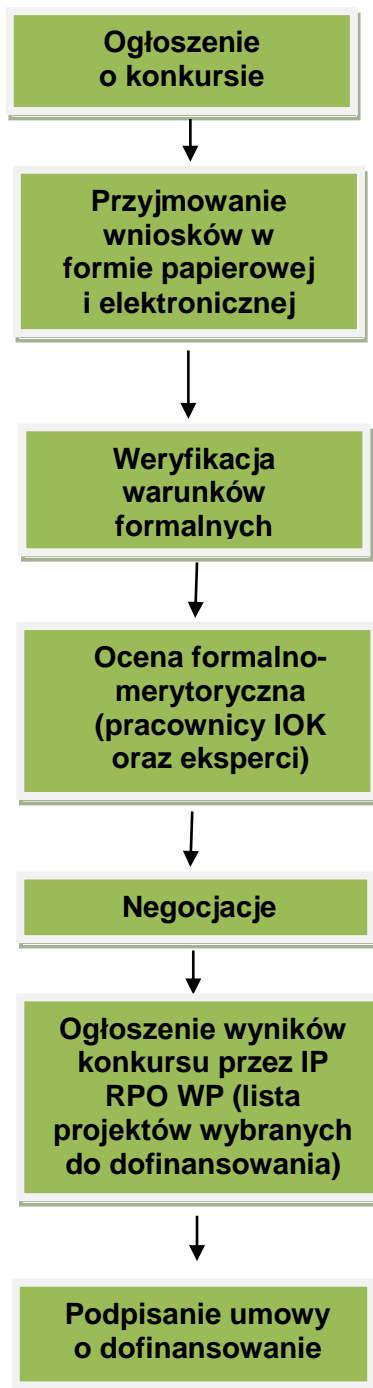 Ogłoszenie
o konkursie
Przyjmowanie
wniosków w
formie papierowej
i elektronicznej
Weryfikacja
warunków
formalnych
Ocena formalno-
merytoryczna
(pracownicy IOK
oraz eksperci)
Negocjacje
Ogłoszenie wyników
konkursu przez IP
RPO WP (lista
projektów wybranych
do dofinansowania)
Podpisanie umowy
o dofinansowanie